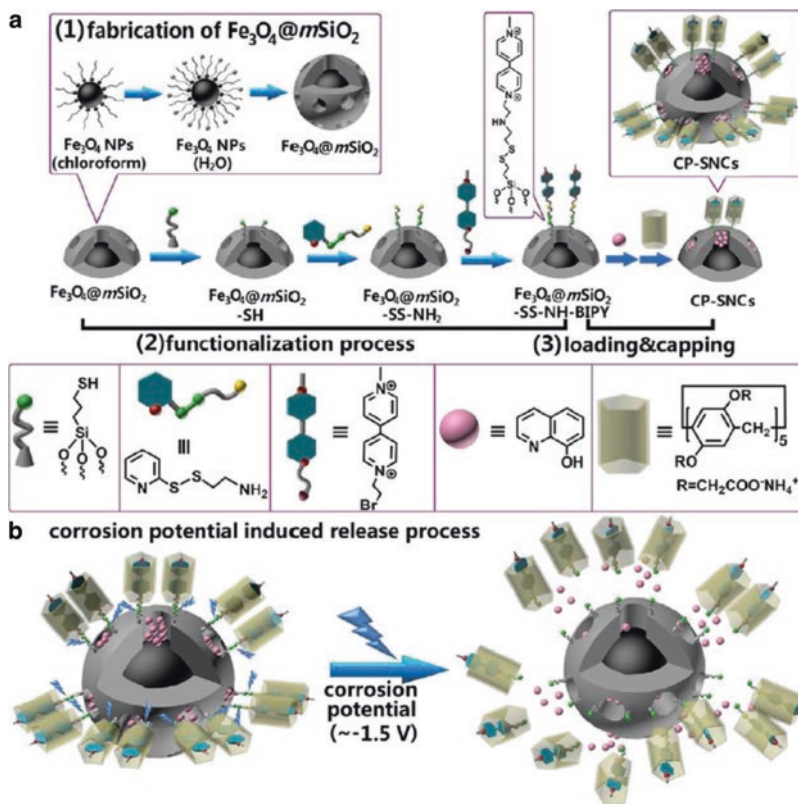 a
(1) fabrication of Fe₃O₄@mSiO₂
Fe₃O₄ NPs
(chloroform)
Fe₃O₄ NPs
(H₂O)
Fe₃O₄@mSiO₂
N
⊕
⊕
N
HN
S
S
Si
O O O
CP-SNCs
Fe₃O₄@mSiO₂
Fe₃O₄@mSiO₂
-SH
Fe₃O₄@mSiO₂
-SS-NH₂
Fe₃O₄@mSiO₂
-SS-NH-BIPY
CP-SNCs
(2)functionalization process
(3) loading&capping
≡
SH
Si
O O O
≡
N S-S NH₂
≡
N ⊕
N ⊕
Br
≡
N
OH
≡
OR
CH₂
5
RO
R=CH₂COO⁻NH₄⁺
b corrosion potential induced release process
corrosion
potential
(~-1.5 V)